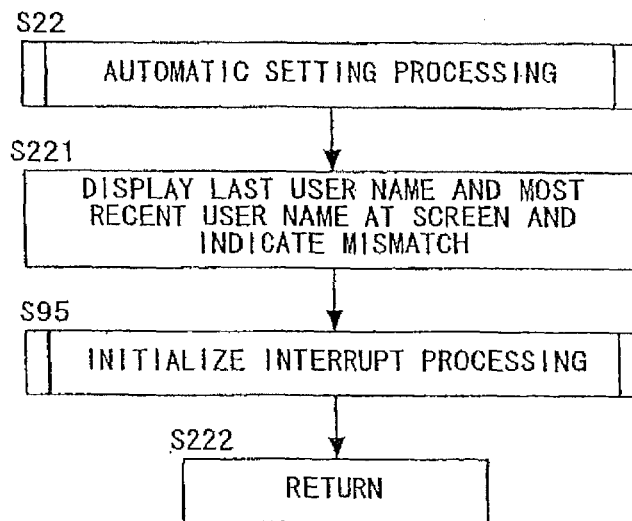 S22
AUTOMATIC SETTING PROCESSING
S221
DISPLAY LAST USER NAME AND MOST
RECENT USER NAME AT SCREEN AND
INDICATE MISMATCH
S95
INITIALIZE INTERRUPT PROCESSING
S222
RETURN